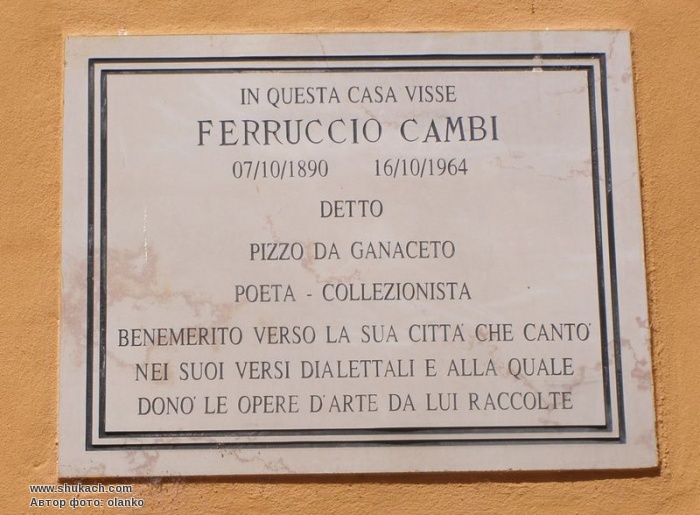 IN QUESTA CASA VISSE
FERRUCCIO CAMBI
07/10/1890 16/10/1964
DETTO
PIZZO DA GANACETO
POETA - COLLEZIONISTA
BENEMERITO VERSO LA SUA CITTA' CHE CANTO'
NEI SUOI VERSI DIALETTALI E ALLA QUALE
DONO' LE OPERE D'ARTE DA LUI RACCOLTE
www.shukach.com
Автор фото: olanko